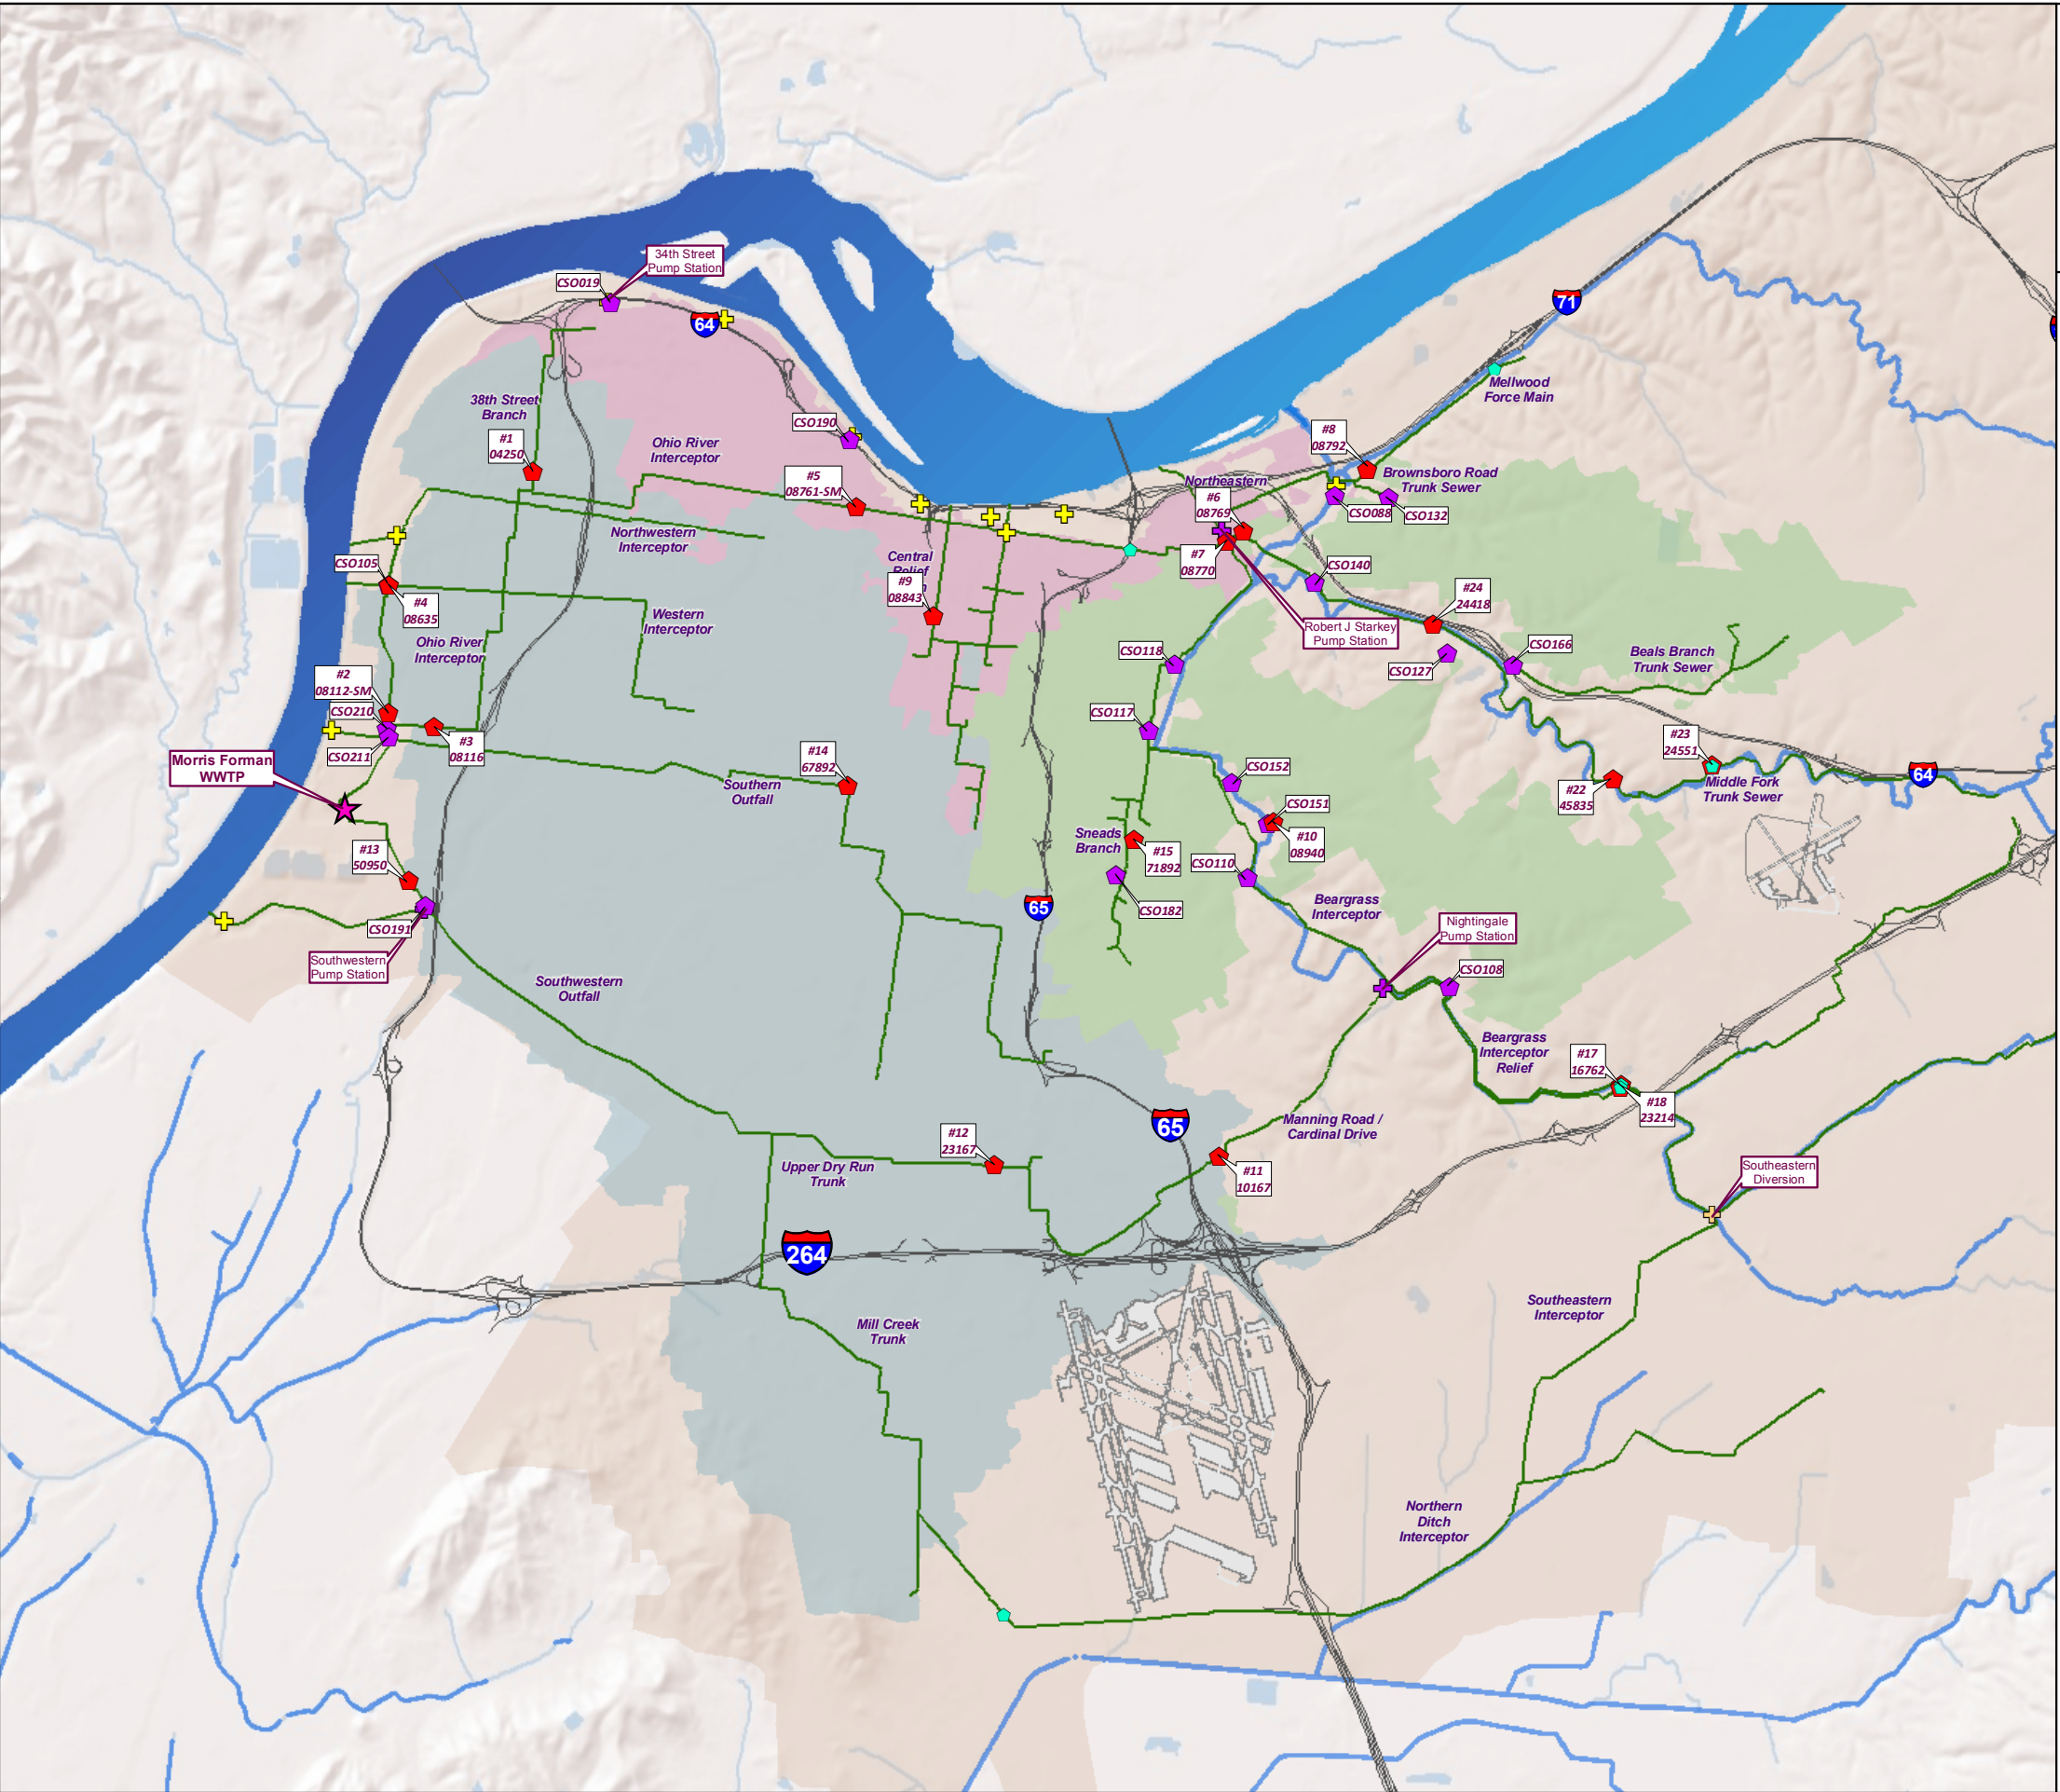 34th Street
Pump Station
CSO019
64
71
38th Street
Branch
#1
04250
Ohio River
Interceptor
CSO190
#5
08761-SM
Mellwood
Force Main
#8
08792
Brownsboro Road
Trunk Sewer
CSO088
CSO132
Northeastern
#6
08769
#7
08770
Northwestern
Interceptor
Central
Relief
#9
08843
CSO105
#4
08635
CSO140
#24
24418
Robert J Starkey
Pump Station
Western
Interceptor
Ohio River
Interceptor
CSO118
CSO127
CSO166
Beals Branch
Trunk Sewer
#2
08112-SM
CSO210
CSO211
#3
08116
CSO117
#23
24551
Morris Forman
WWTP
#14
67892
Southern
Outfall
CSO152
64
Middle Fork
Trunk Sewer
#22
45835
CSO151
#10
08940
Sneads
Branch
#15
71892
CSO110
#13
50950
CSO182
65
Beargrass
Interceptor
CSO191
Nightingale
Pump Station
Southwestern
Pump Station
CSO108
Southwestern
Outfall
Beargrass
Interceptor
Relief
#17
16762
#18
23214
65
Manning Road /
Cardinal Drive
#12
23167
#11
10167
Upper Dry Run
Trunk
Southeastern
Diversion
264
Southeastern
Interceptor
Mill Creek
Trunk
Northern
Ditch
Interceptor